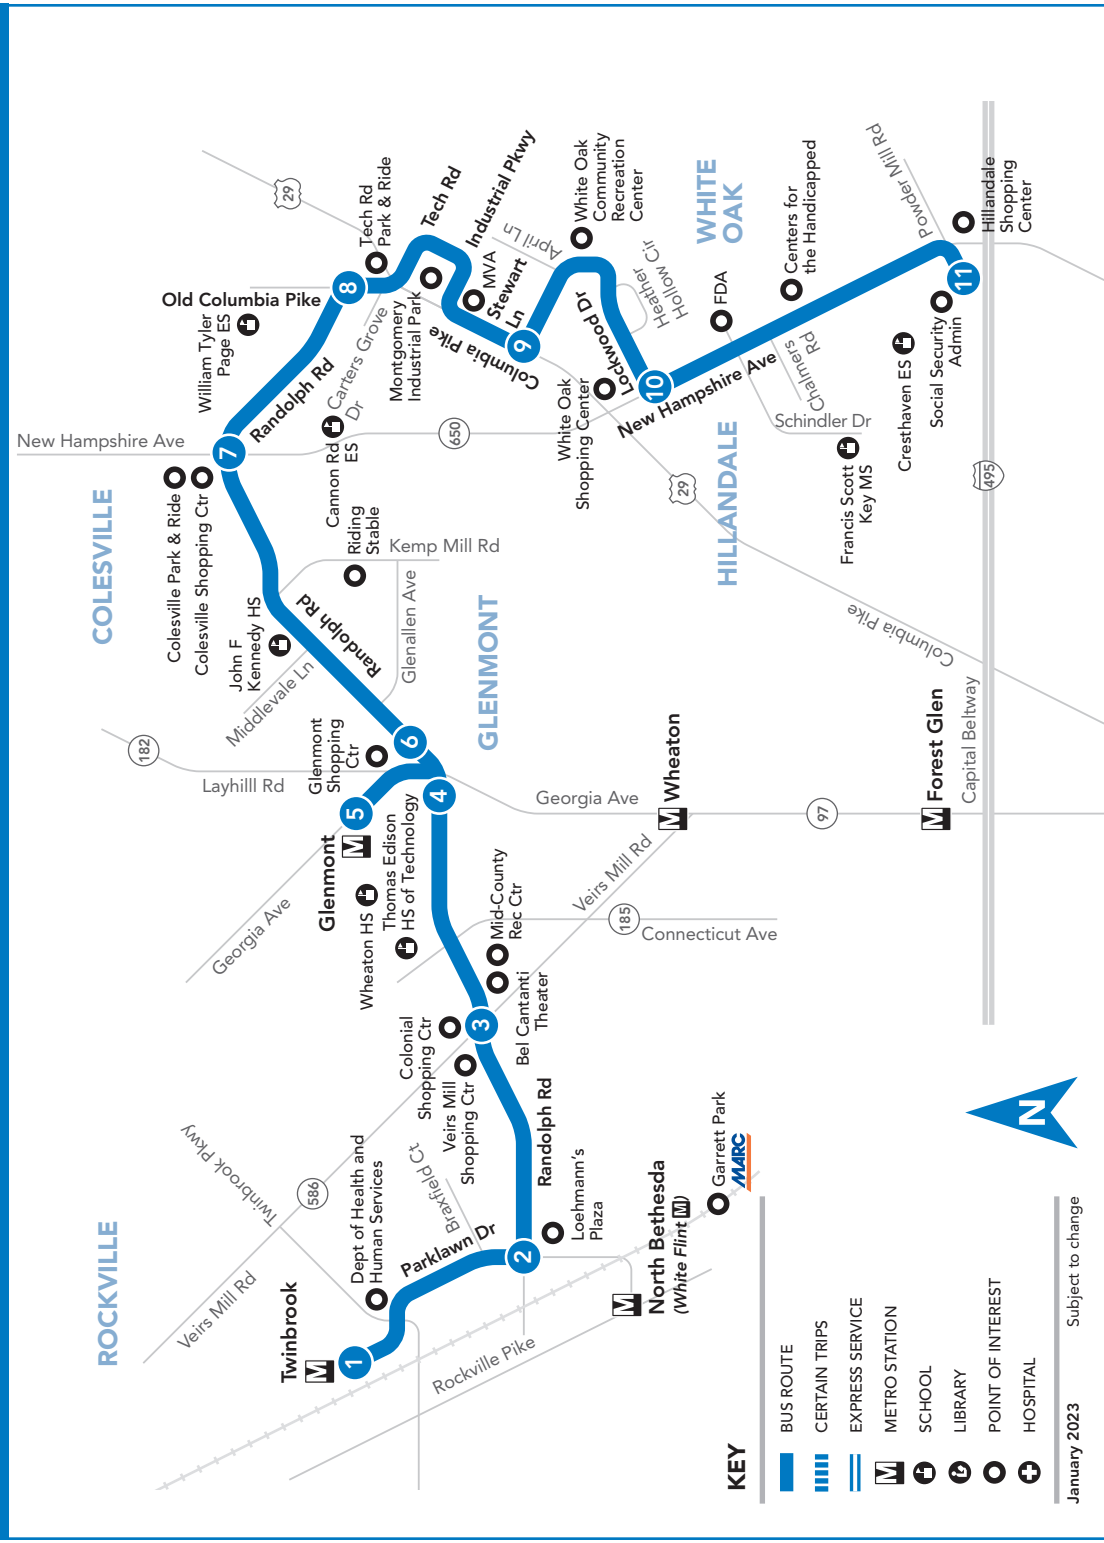 ROCKVILLE
COLESVILLE
GLENMONT
HILLANDALE
WHITE
OAK
Twinbrook
M
1
Dept of Health and
Human Services
Parklawn Dr
Braxfield Ct
Twinbrook Pkwy
Veirs Mill Rd
586
Rockville Pike
2
Loehmann's
Plaza
Randolph Rd
M
North Bethesda
(White Flint M)
Garrett Park
MARC
Veirs Mill
Shopping Ctr
Colonial
Shopping Ctr
3
Bel Cantanti
Theater
Mid-County
Rec Ctr
185
Connecticut Ave
Veirs Mill Rd
Wheaton HS
Thomas Edison
HS of Technology
Georgia Ave
Glenmont
M
5
4
6
Glenmont
Shopping
Ctr
Layhilll Rd
182
Georgia Ave
M
Wheaton
97
M
Forest Glen
Capital Beltway
Middlevale Ln
John F
Kennedy HS
Randolph Rd
Glenallen Ave
Kemp Mill Rd
Riding
Stable
Colesville Park & Ride
Colesville Shopping Ctr
7
New Hampshire Ave
650
Cannon Rd
ES
Carters Grove
Dr
Randolph Rd
William Tyler
Page ES
Old Columbia Pike
8
Tech Rd
Park & Ride
29
Tech Rd
Montgomery
Industrial Park
Industrial Pkwy
MVA
Stewart
Ln
Columbia Pike
9
April Ln
White Oak
Community
Recreation
Center
Heather
Hollow Cir
Lockwood Dr
White Oak
Shopping Center
10
New Hampshire Ave
29
Columbia Pike
FDA
Centers for
the Handicapped
Chalmers
Rd
Schindler Dr
Francis Scott
Key MS
Cresthaven ES
Social Security
Admin
Powder Mill Rd
11
Hillandale
Shopping
Center
495
N
KEY
BUS ROUTE
CERTAIN TRIPS
EXPRESS SERVICE
M
METRO STATION
SCHOOL
LIBRARY
POINT OF INTEREST
HOSPITAL
January 2023
Subject to change